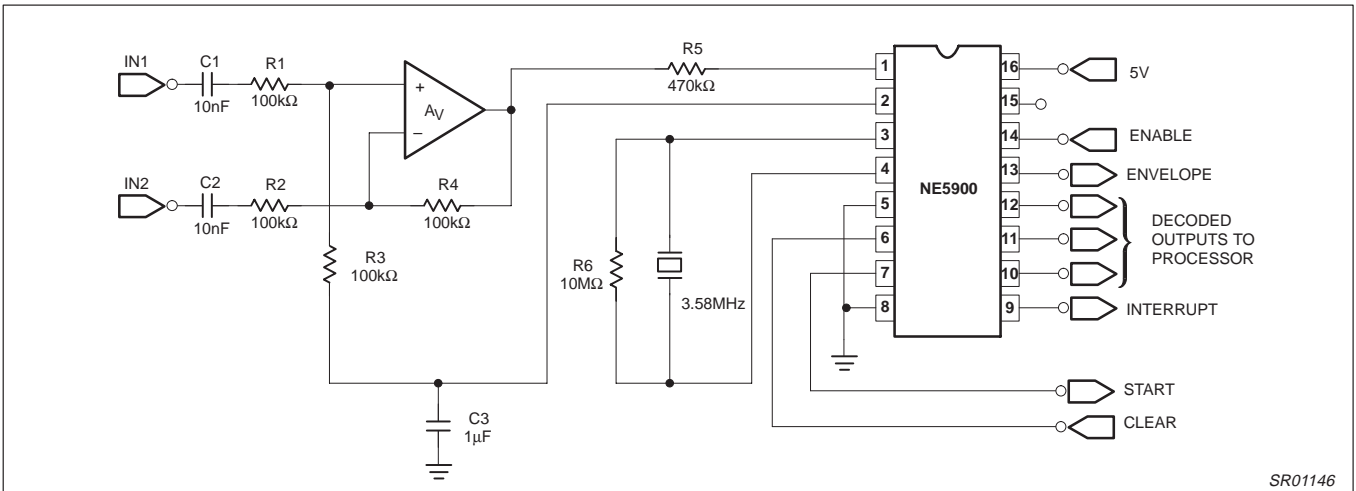 IN1
C1
10nF
R1
100kΩ
+
AV
−
R5
470kΩ
IN2
C2
10nF
R2
100kΩ
R4
100kΩ
R3
100kΩ
C3
1µF
R6
10MΩ
3.58MHz
NE5900
1
2
3
4
5
6
7
8
16
15
14
13
12
11
10
9
5V
ENABLE
ENVELOPE
DECODED
OUTPUTS TO
PROCESSOR
INTERRUPT
START
CLEAR
SR01146